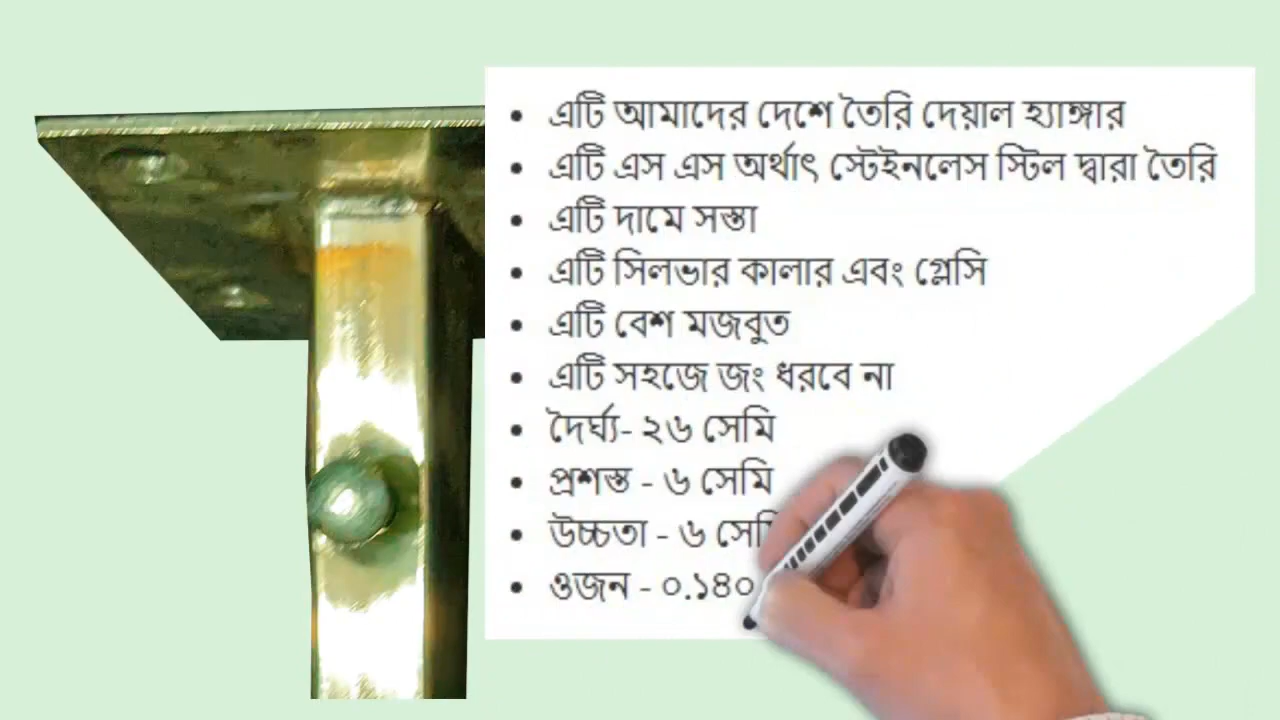 এটি আমাদের দেশে তৈরি দেয়াল হ্যাঙ্গার
এটি এস এস অর্থাৎ স্টেইনলেস স্টিল দ্বারা তৈরি
এটি দামে সস্তা
এটি সিলভার কালার এবং গ্লেসি
এটি বেশ মজবুত
এটি সহজে জং ধরবে না
দৈর্ঘ্য- ২৬ সেমি
প্রশস্ত - ৬ সেমি
উচ্চতা - ৬
ওজন - ০.১৪০